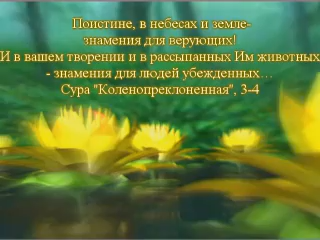 Поистине, в небесах и земле-
знамения для верующих!
И в вашем творении и в рассыпанных Им животных
- знамения для людей убежденных…
Сура "Коленопреклоненная", 3-4